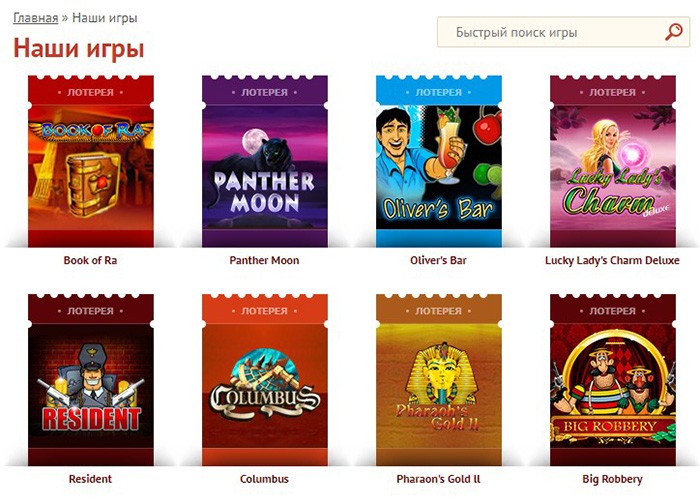 Главная » Наши игры
Быстрый поиск игры
Наши игры
· ЛОТЕРЕЯ ·
· ЛОТЕРЕЯ ·
· ЛОТЕРЕЯ ·
· ЛОТЕРЕЯ ·
BOOK OF RA
PANTHER
MOON
Oliver's Bar
Lucky Lady's
Charm
deluxe
Book of Ra
Panther Moon
Oliver's Bar
Lucky Lady's Charm Deluxe
· ЛОТЕРЕЯ ·
· ЛОТЕРЕЯ ·
· ЛОТЕРЕЯ ·
· ЛОТЕРЕЯ ·
RESIDENT
COLUMBUS
Pharaoh's
Gold II
BIG ROBBERY
Resident
Columbus
Pharaon's Gold ll
Big Robbery